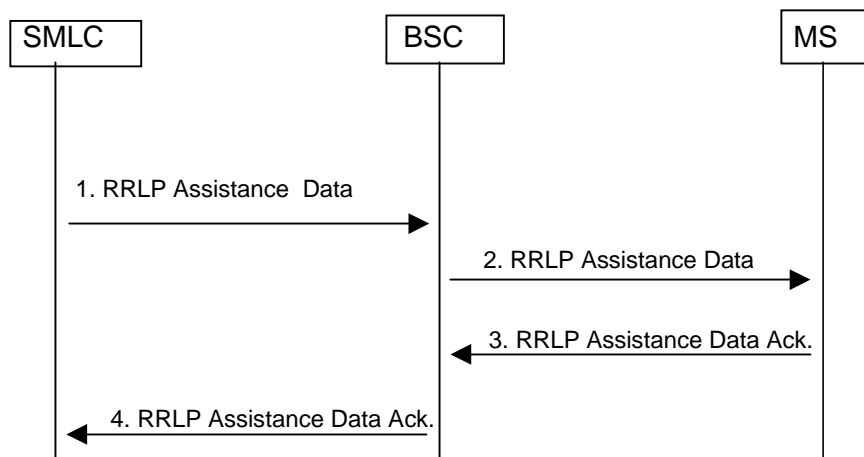 SMLC
BSC
MS
1. RRLP Assistance Data
2. RRLP Assistance Data
3. RRLP Assistance Data Ack.
4. RRLP Assistance Data Ack.